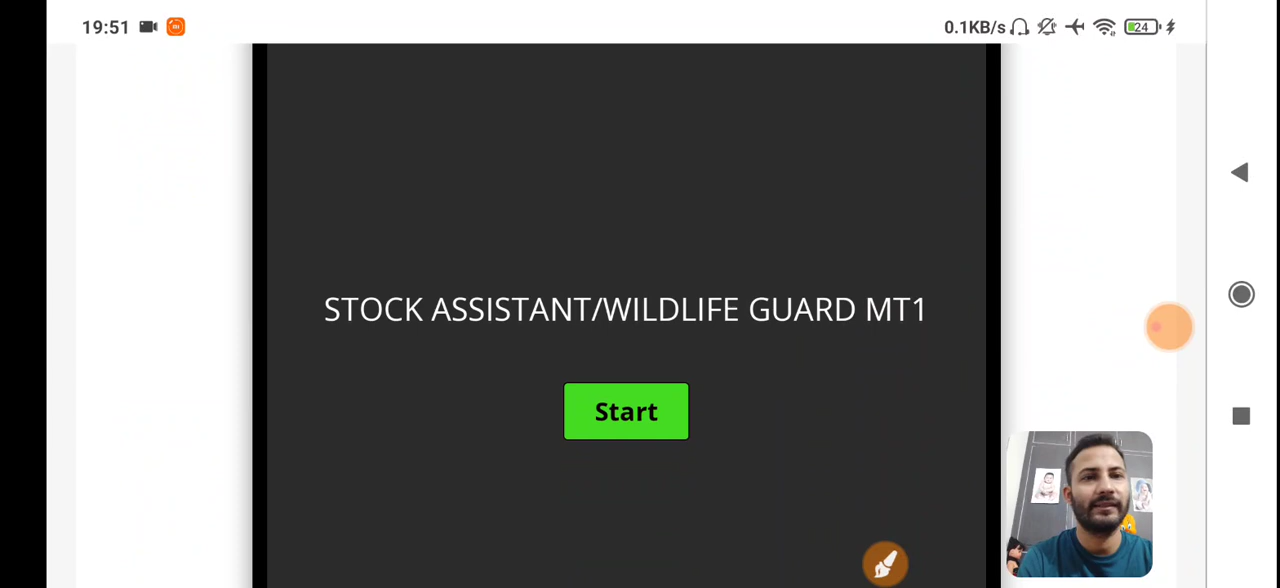 19:51
0.1KB/s
24
STOCK ASSISTANT/WILDLIFE GUARD MT1
Start